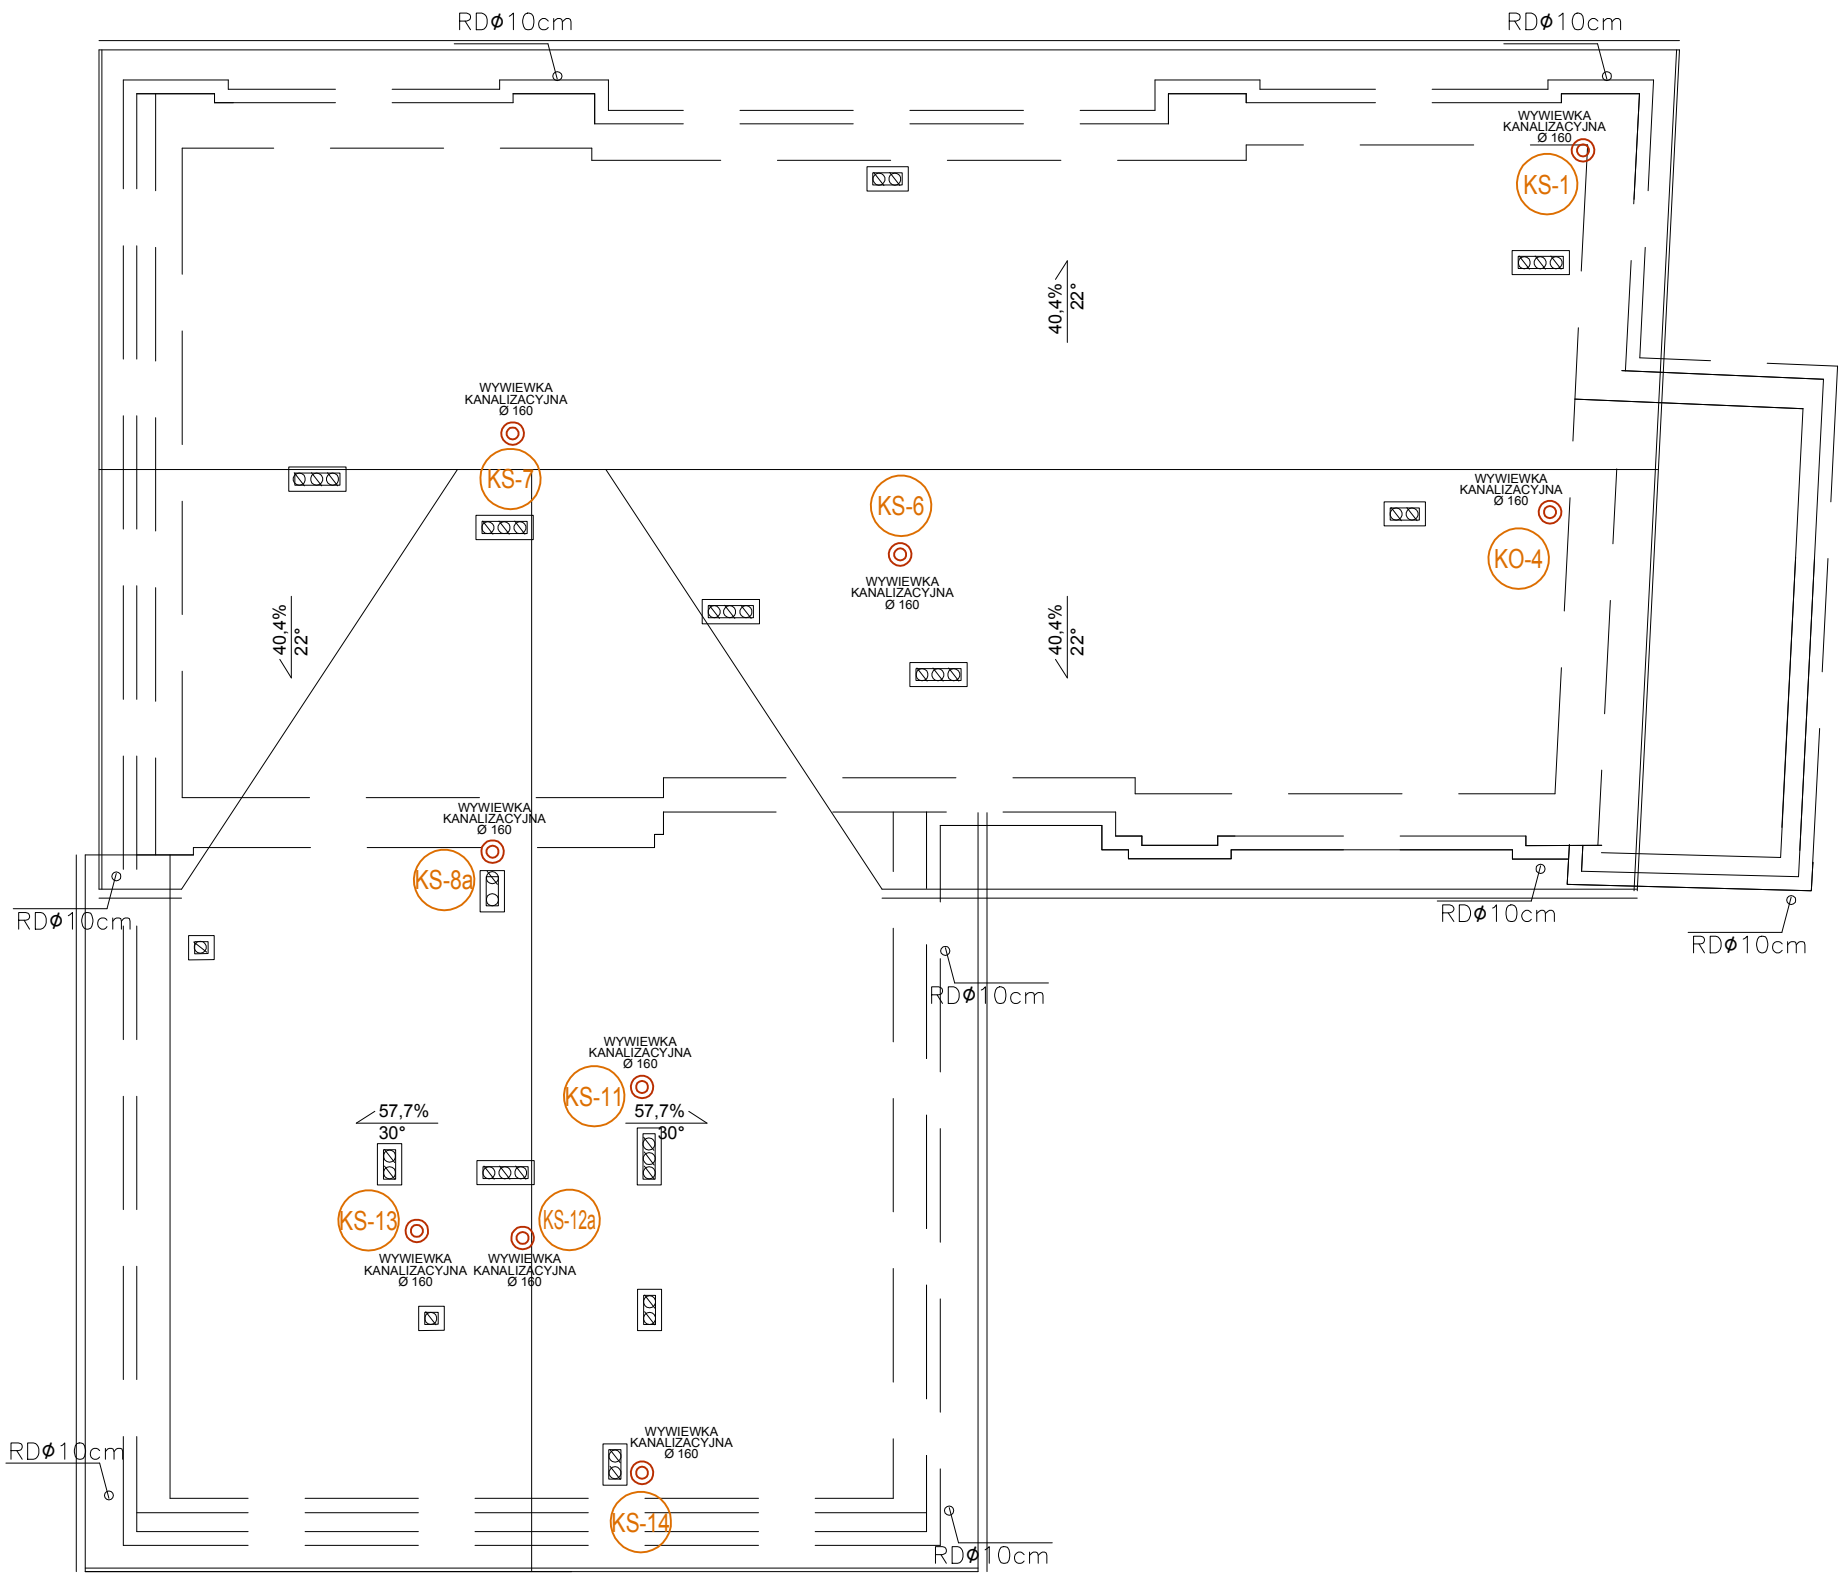 RDϕ10cm
RDϕ10cm
WYWIEWKA
KANALIZACYJNA
Ø 160
KS-1
40,4%
22°
WYWIEWKA
KANALIZACYJNA
Ø 160
KS-7
KS-6
WYWIEWKA
KANALIZACYJNA
Ø 160
WYWIEWKA
KANALIZACYJNA
Ø 160
KO-4
40,4%
22°
40,4%
22°
WYWIEWKA
KANALIZACYJNA
Ø 160
KS-8a
RDϕ10cm
RDϕ10cm
RDϕ10cm
RDϕ10cm
WYWIEWKA
KANALIZACYJNA
Ø 160
KS-11
57,7%
30°
57,7%
30°
KS-13
KS-12a
WYWIEWKA
KANALIZACYJNA
Ø 160
WYWIEWKA
KANALIZACYJNA
Ø 160
RDϕ10cm
WYWIEWKA
KANALIZACYJNA
Ø 160
KS-14
RDϕ10cm